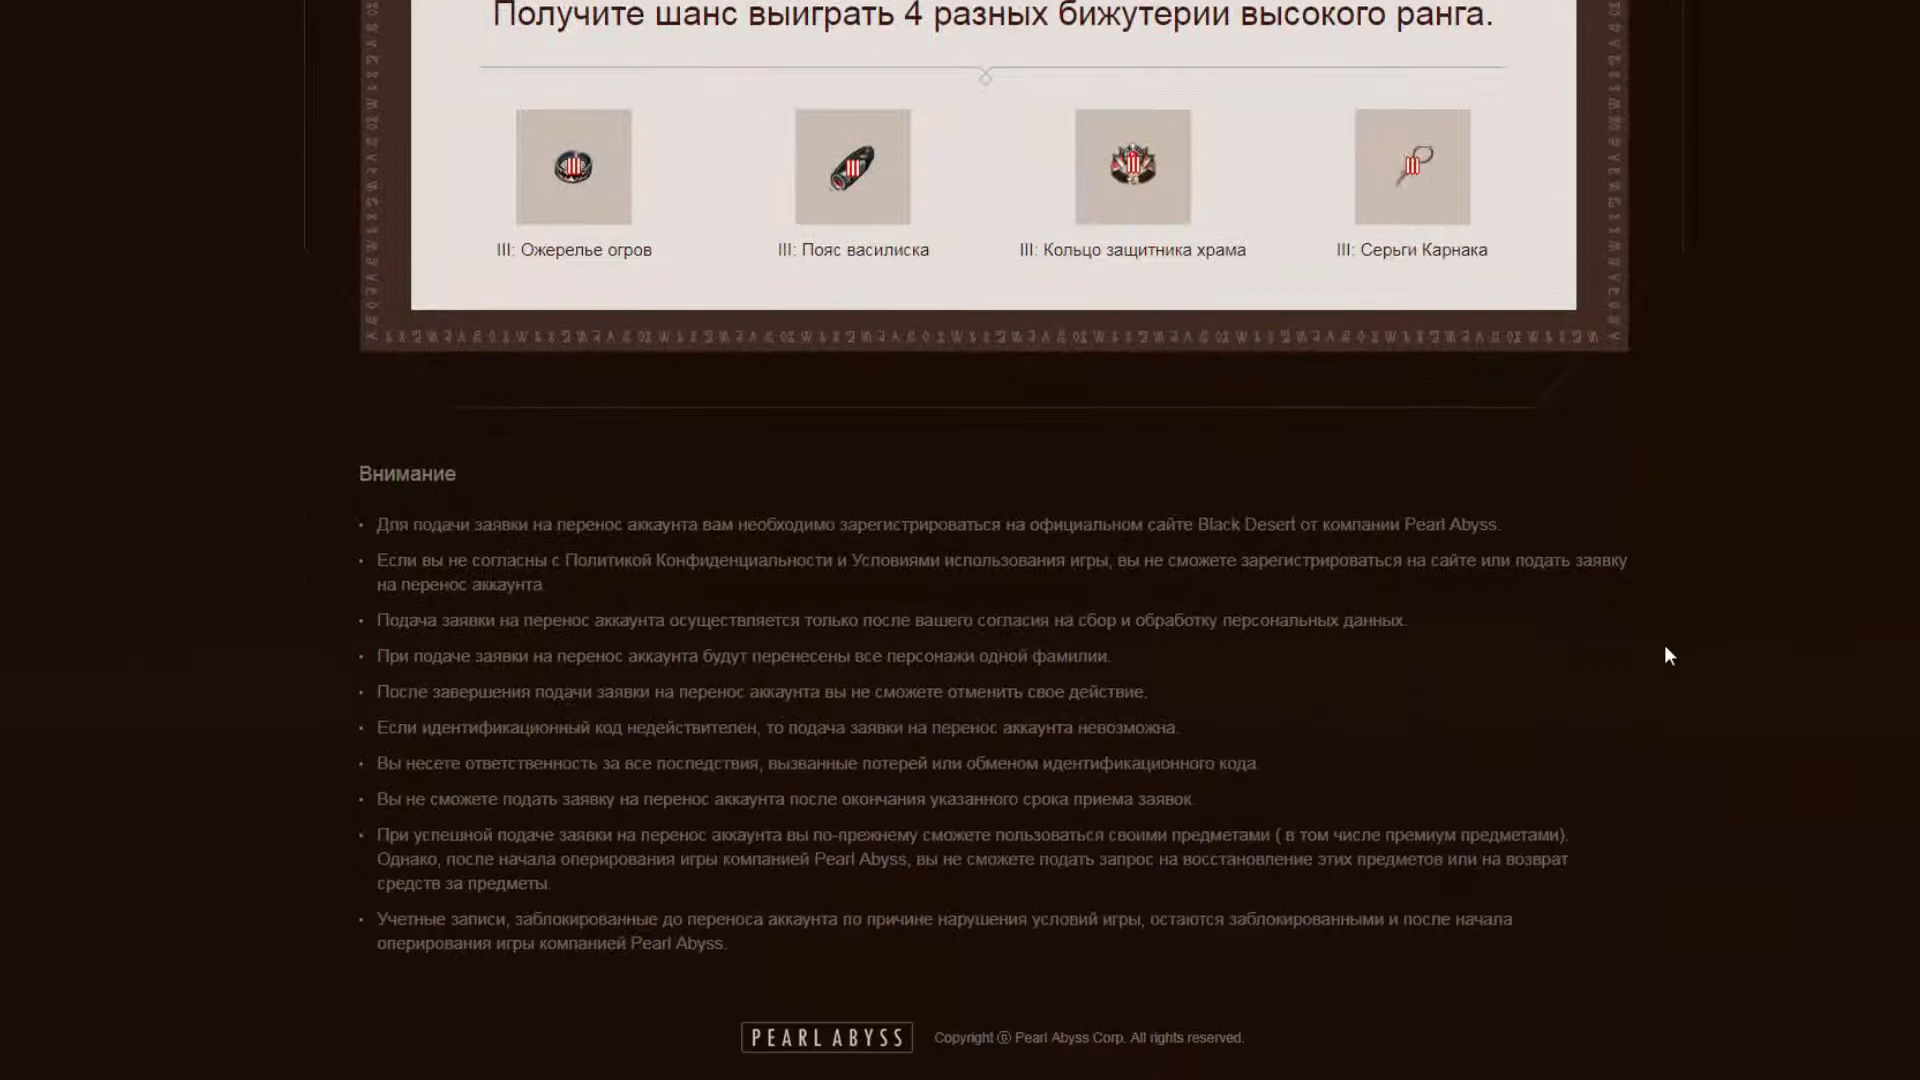 Получите шанс выиграть 4 разных бижутерии высокого ранга.
III: Ожерелье огров
III: Пояс василиска
III: Кольцо защитника храма
III: Серьги Карнака
Внимание
• Для подачи заявки на перенос аккаунта вам необходимо зарегистрироваться на официальном сайте Black Desert от компании Pearl Abyss.
• Если вы не согласны с Политикой Конфиденциальности и Условиями использования игры, вы не сможете зарегистрироваться на сайте или подать заявку
на перенос аккаунта
• Подача заявки на перенос аккаунта осуществляется только после вашего согласия на сбор и обработку персональных данных.
• При подаче заявки на перенос аккаунта будут перенесены все персонажи одной фамилии.
• После завершения подачи заявки на перенос аккаунта вы не сможете отменить свое действие.
• Если идентификационный код недействителен, то подача заявки на перенос аккаунта невозможна.
• Вы несете ответственность за все последствия, вызванные потерей или обменом идентификационного кода
• Вы не сможете подать заявку на перенос аккаунта после окончания указанного срока приема заявок.
• При успешной подаче заявки на перенос аккаунта вы по-прежнему сможете пользоваться своими предметами ( в том числе премиум предметами).
Однако, после начала оперирования игры компанией Pearl Abyss, вы не сможете подать запрос на восстановление этих предметов или на возврат
средств за предметы.
• Учетные записи, заблокированные до переноса аккаунта по причине нарушения условий игры, остаются заблокированными и после начала
оперирования игры компанией Pearl Abyss.
PEARL ABYSS
Copyright ⓒ Pearl Abyss Corp. All rights reserved.